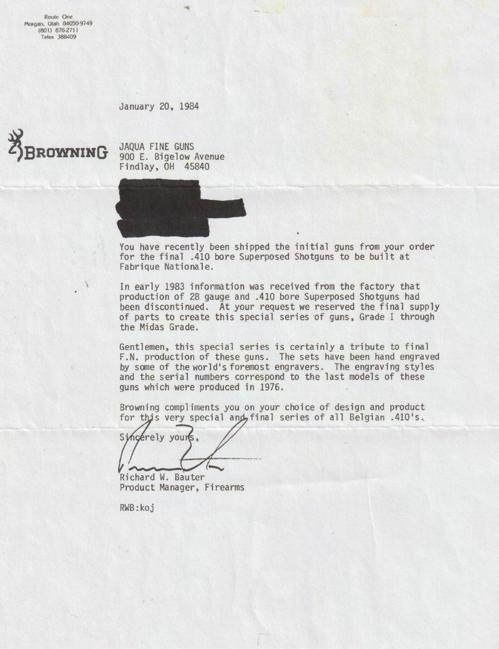 Route One
Morgan, Utah 84050-9749
(801) 876-2711
Telex 388409
January 20, 1984
BROWNING
JAQUA FINE GUNS
900 E. Bigelow Avenue
Findlay, OH 45840
You have recently been shipped the initial guns from your order
for the final .410 bore Superposed Shotguns to be built at
Fabrique Nationale.
In early 1983 information was received from the factory that
production of 28 gauge and .410 bore Superposed Shotguns had
been discontinued. At your request we reserved the final supply
of parts to create this special series of guns, Grade I through
the Midas Grade.
Gentlemen, this special series is certainly a tribute to final
F.N. production of these guns. The sets have been hand engraved
by some of the world's foremost engravers. The engraving styles
and the serial numbers correspond to the last models of these
guns which were produced in 1976.
Browning compliments you on your choice of design and product
for this very special and final series of all Belgian .410's.
Sincerely yours,
Richard W. Bauter
Product Manager, Firearms
RWB:koj